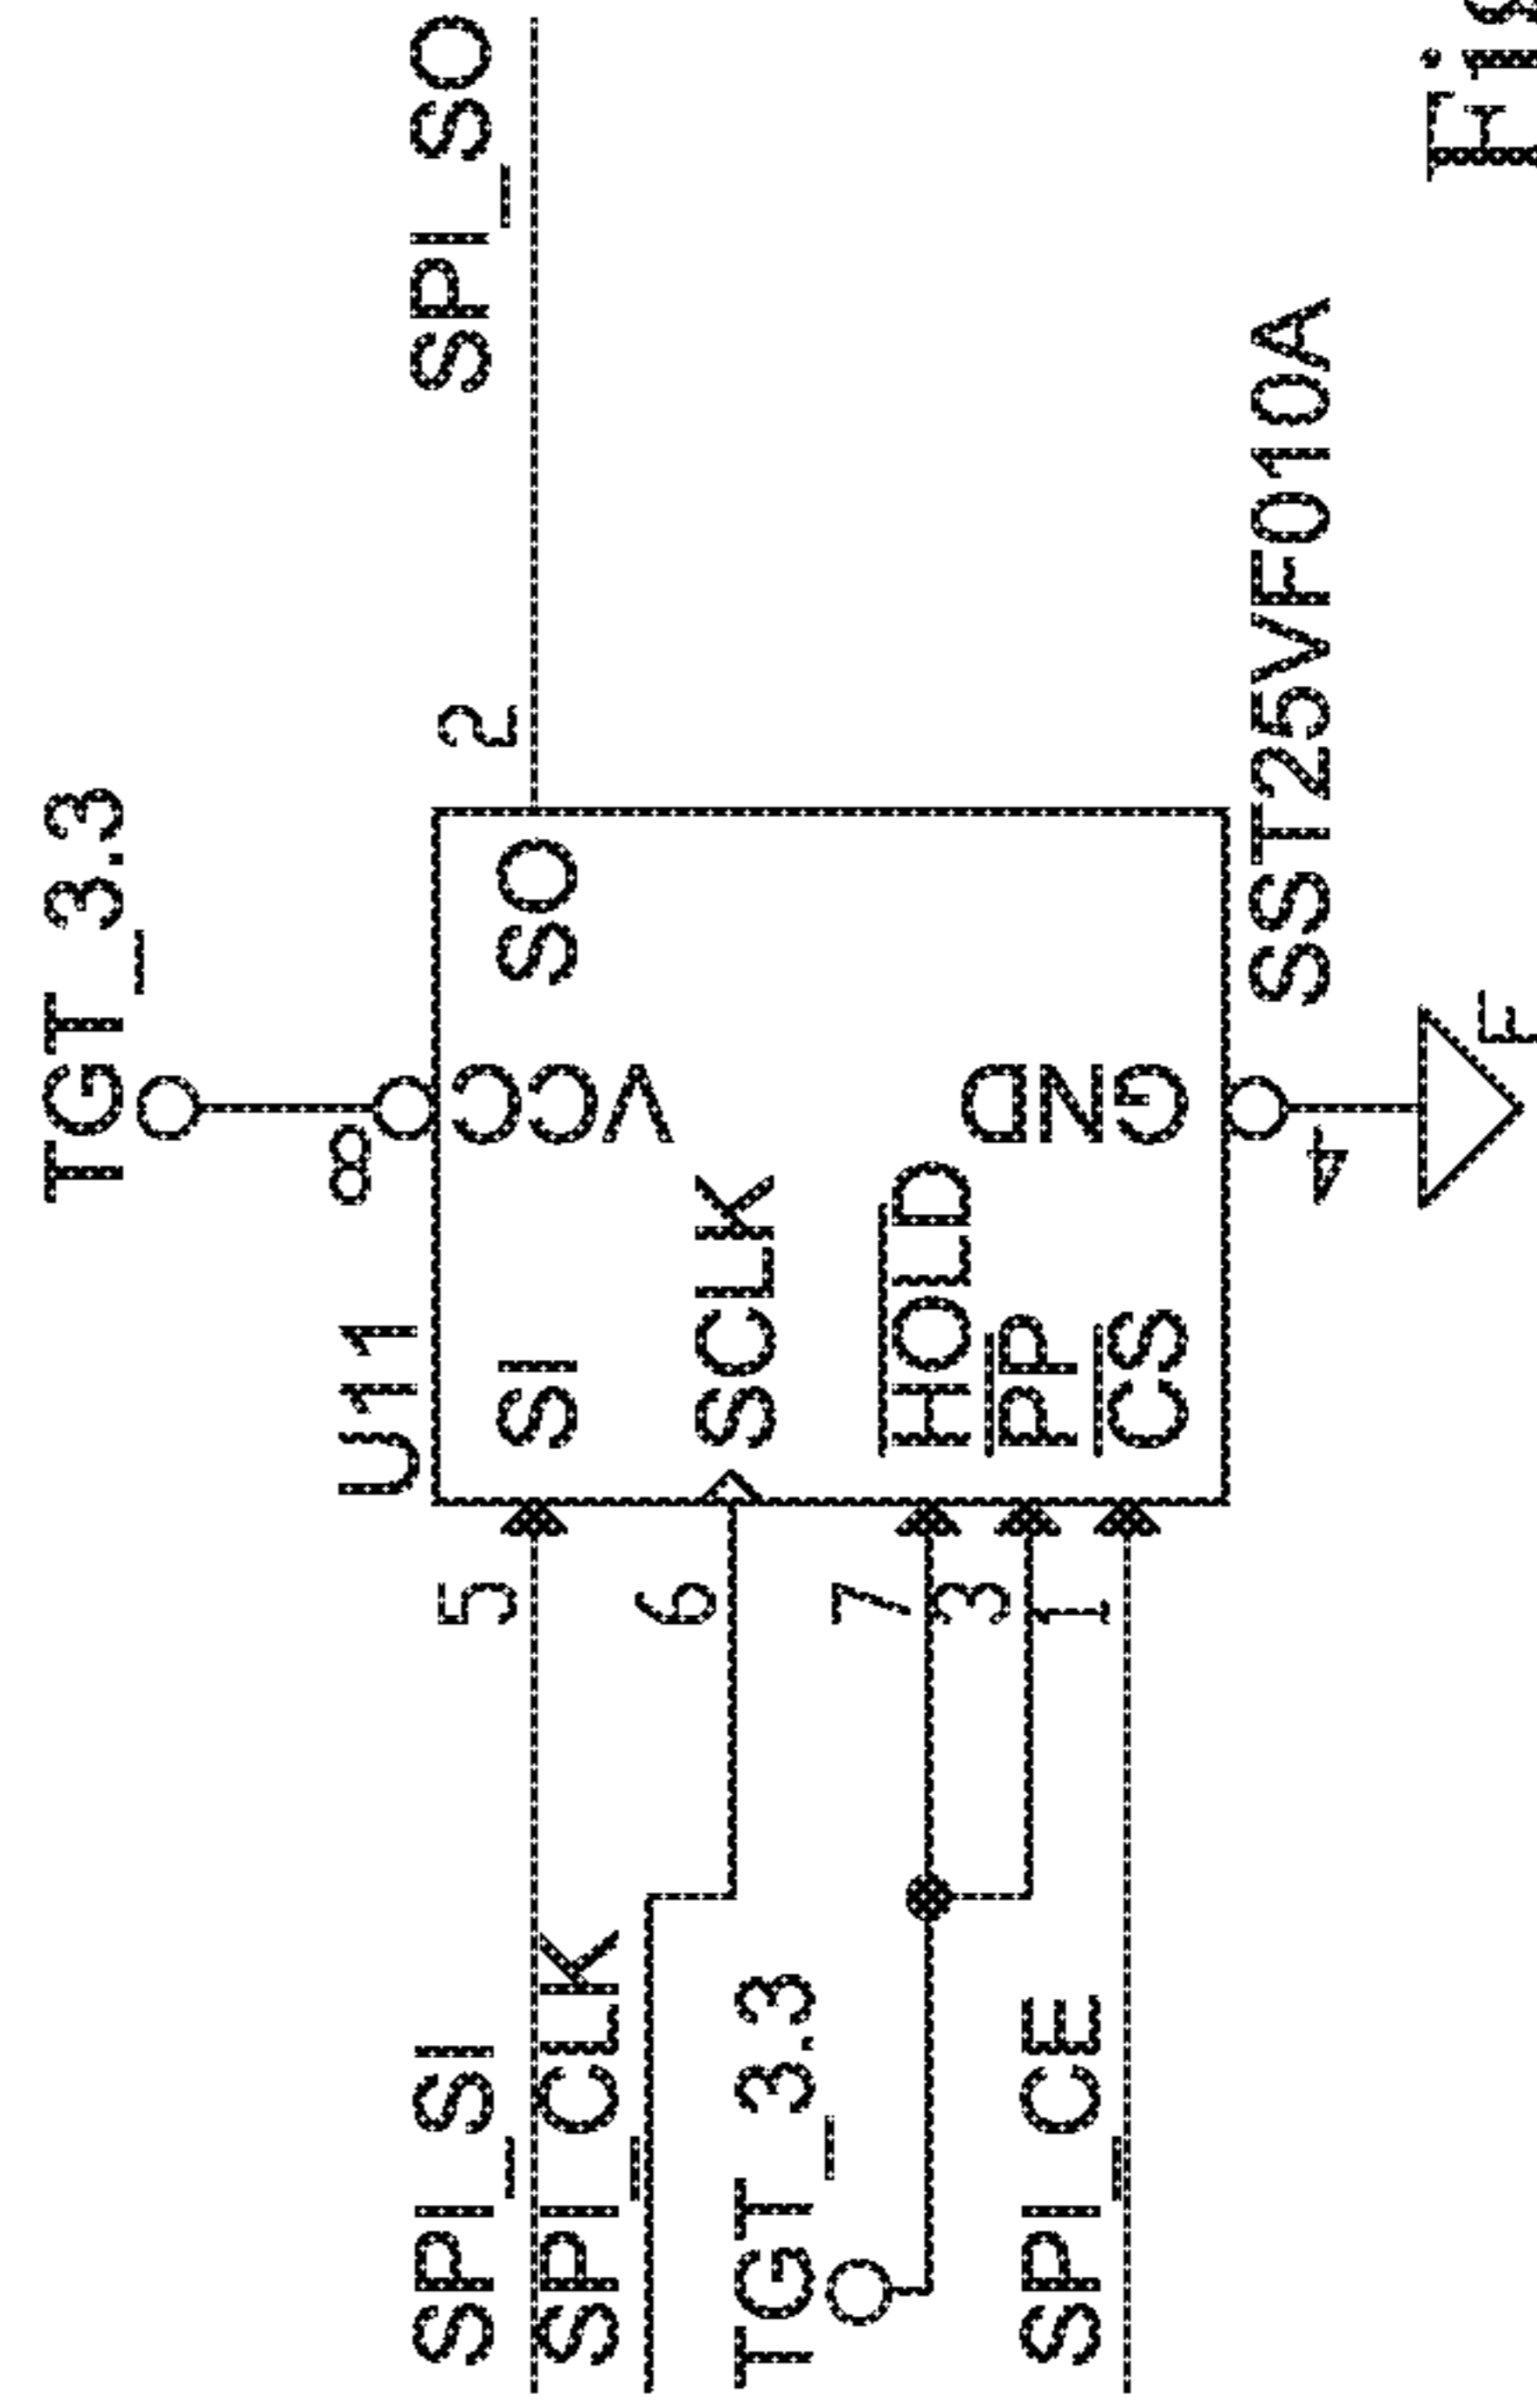 TGT_3.3
U11
8
SPI_SI
5
SI
VCC
SO
2
SPI_SO
SPI_CLK
6
SCLK
TGT_3.3
7
HOLD
3
PP
GND
SPI_CE
1
CS
4
SST25VF010A